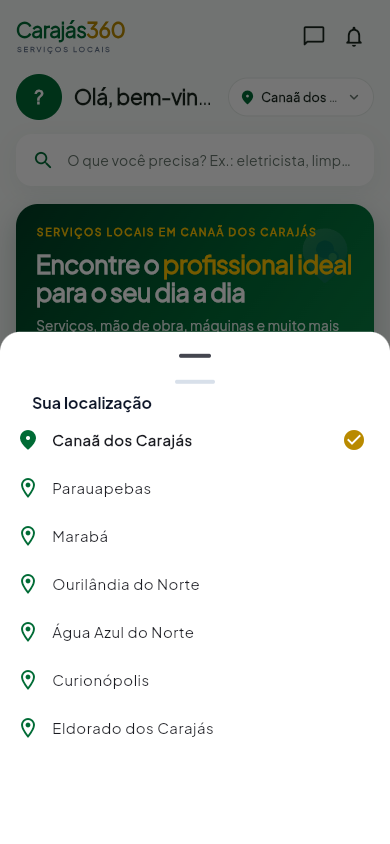 Carajás360
SERVIÇOS LOCAIS
?
Olá, bem-vin...
Canaã dos ...
O que você precisa? Ex.: eletricista, limp...
SERVIÇOS LOCAIS EM CANAÃ DOS CARAJÁS
Encontre o profissional ideal
para o seu dia a dia
Serviços, mão de obra, máquinas e muito mais
Sua localização
Canaã dos Carajás
Parauapebas
Marabá
Ourilândia do Norte
Água Azul do Norte
Curionópolis
Eldorado dos Carajás